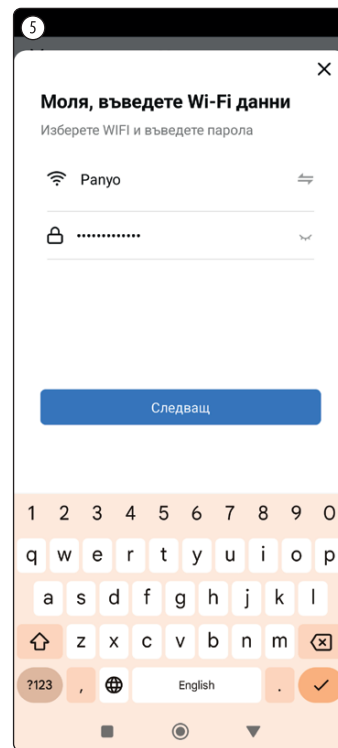 5
Моля, въведете Wi-Fi данни
Изберете WIFI и въведете парола
Panyo
•••••••••••••
Следващ
1 2 3 4 5 6 7 8 9 0
q w e r t y u i o p
a s d f g h j k l
z x c v b n m
?123 , English .